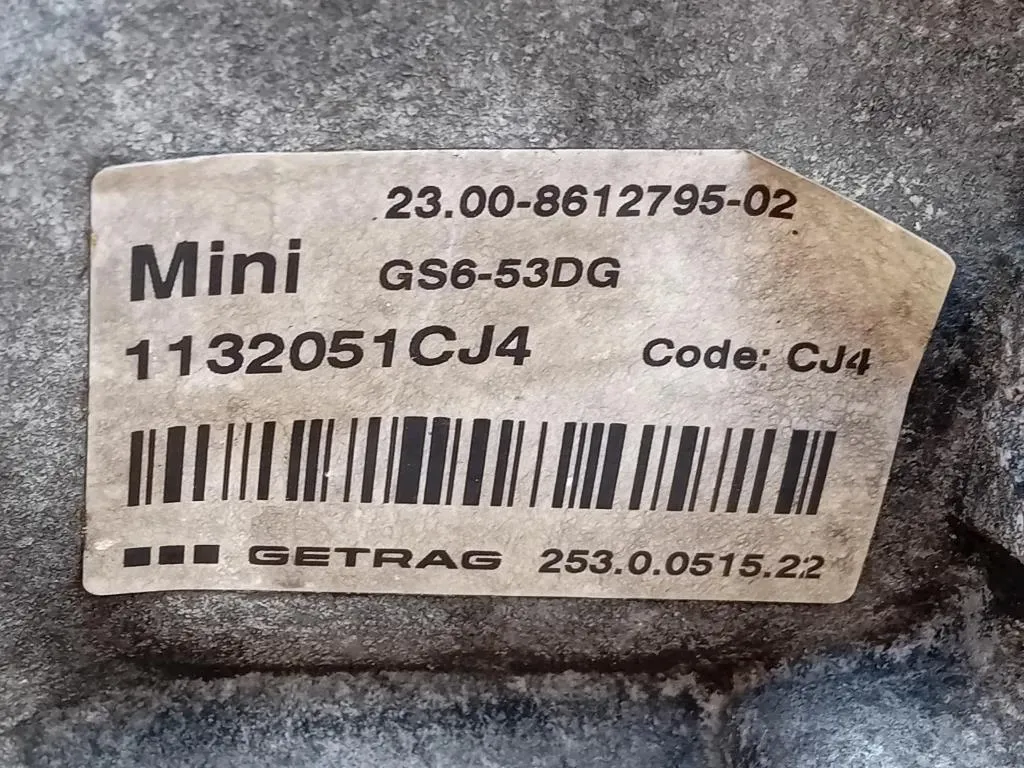 23.00-8612795-02
Mini GS6-53DG
1132051CJ4 Code: CJ4
GETRAG 253.0.0515.22